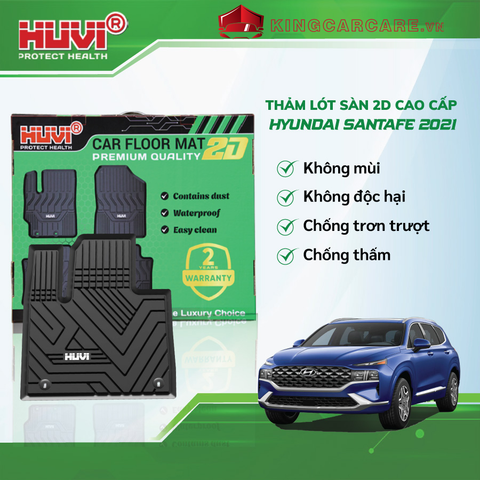 HUVI®
PROTECT HEALTH
KINGCARCARE.VN
THẢM LÓT SÀN 2D CAO CẤP
HYUNDAI SANTAFE 2021
Không mùi
Không độc hại
Chống trơn trượt
Chống thấm
HUVI®
PROTECT HEALTH
CAR FLOOR MAT 2D
PREMIUM QUALITY
Contains dust
Waterproof
Easy clean
2
YEARS
WARRANTY
HUVI
HUVI
e Luxury Choice
HUVI